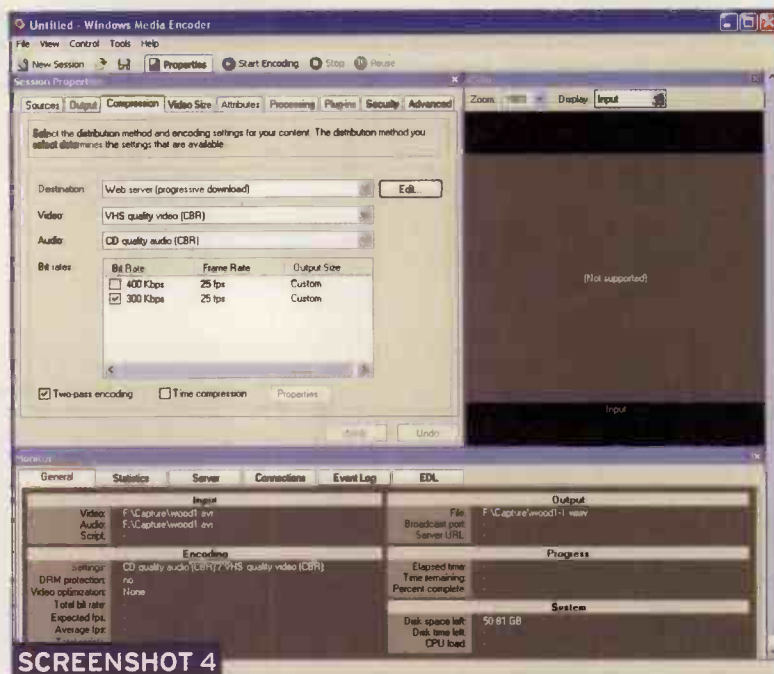 Untitled - Windows Media Encoder
File View Control Tools Help
New Session Properties Start Encoding Stop Pause
Session Properties
Sources Output Compression Video Size Attributes Processing Plug-ins Security Advanced
Zoom: Display: Input
Select the distribution method and encoding settings for your content. The distribution method you
select determines the settings that are available.
Destination: Web server (progressive download) Edit...
Video: VHS quality video (CBR)
Audio: CD quality audio (CBR)
Bit rates: Bit Rate Frame Rate Output Size
400 Kbps 25 fps Custom
300 Kbps 25 fps Custom
(Not supported)
Two-pass encoding Time compression Properties
Input
Undo
Monitor
General Statistics Server Connections Event Log EDL
Input Output
Video: F:\Capture\wood1.avi File: F:\Capture\wood1-1.wmv
Audio: F:\Capture\wood1.avi Broadcast port: -
Script: - Server URL: -
Encoding Progress
Settings: CD quality audio (CBR) / VHS quality video (CBR) Elapsed time:
DRM protection: no Time remaining:
Video optimization: None Percent complete:
Total bit rate: System
Expected fps: Disk space left: 50.81 GB
Average fps: Disk time left:
CPU load:
SCREENSHOT 4